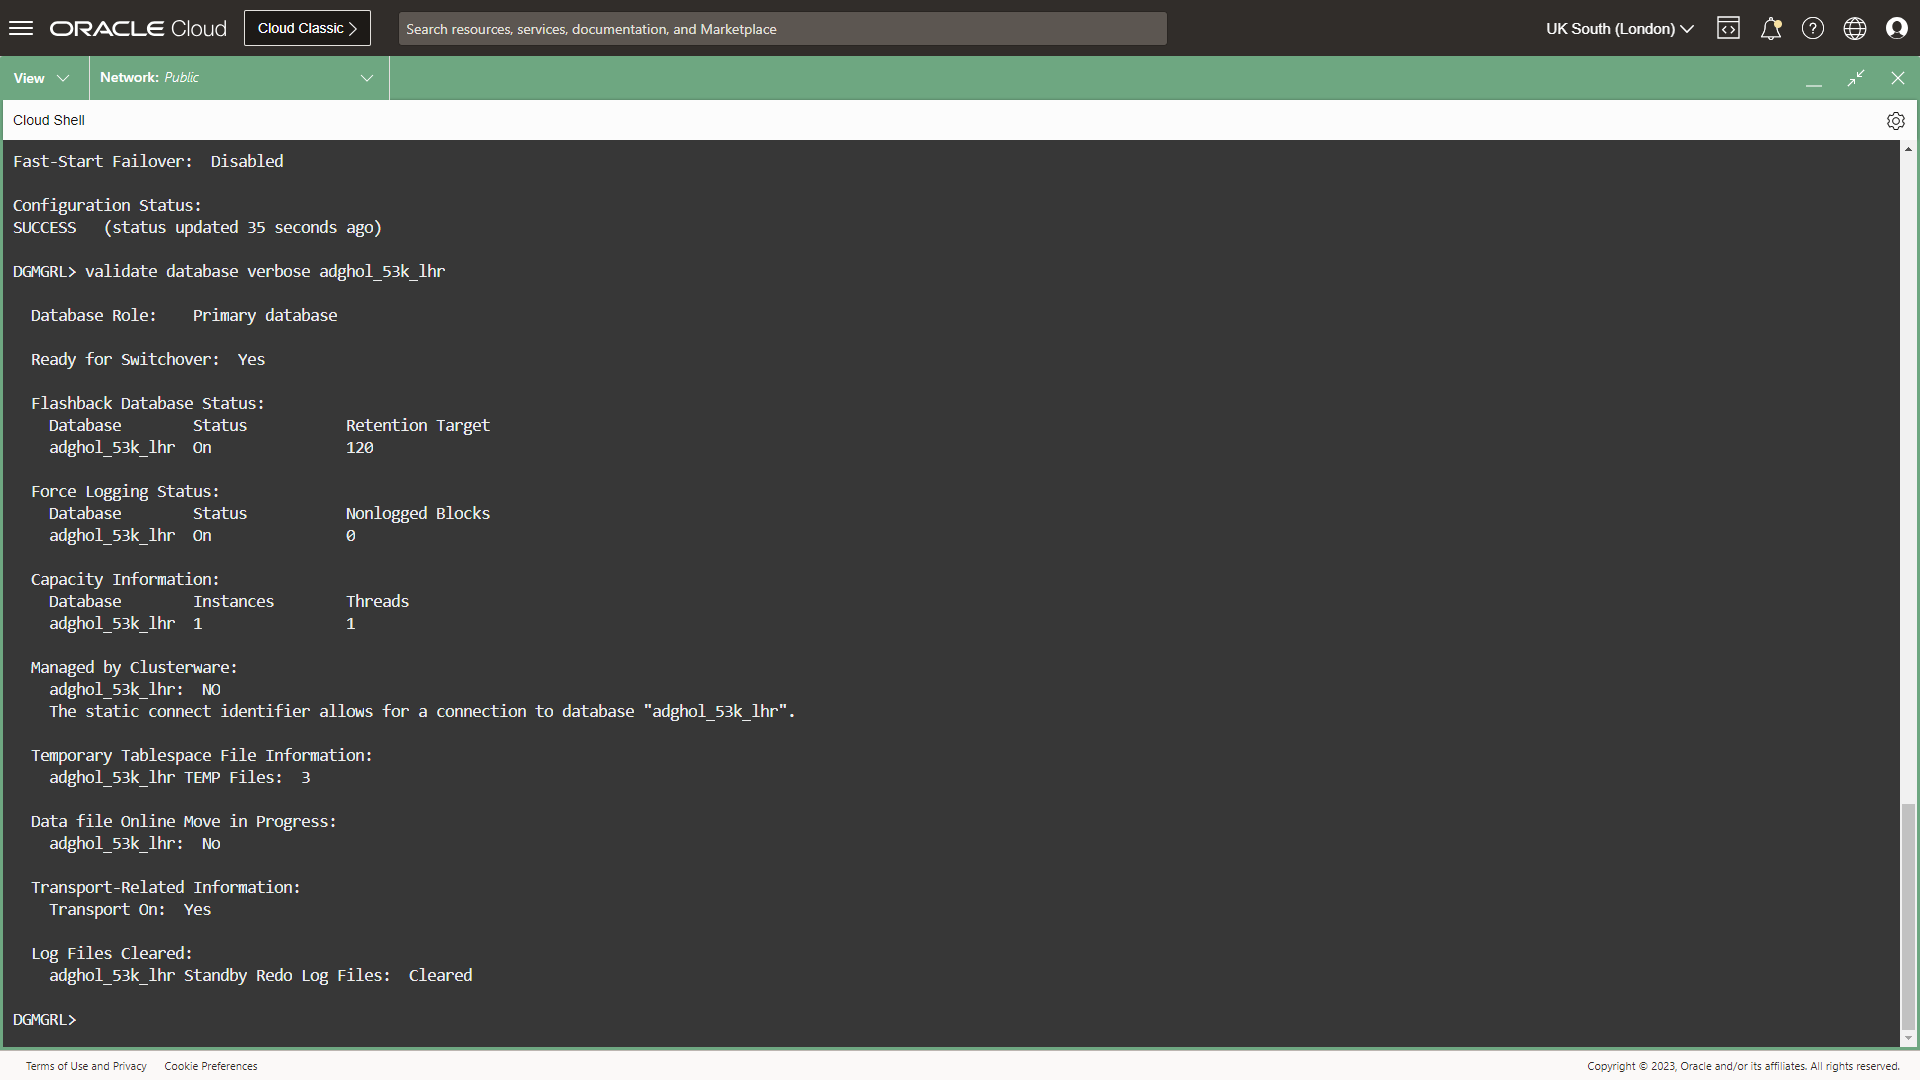 ORACLE Cloud
Cloud Classic
Search resources, services, documentation, and Marketplace
UK South (London)
View
Network: Public
Cloud Shell
Fast-Start Failover:  Disabled
Configuration Status:
SUCCESS   (status updated 35 seconds ago)
DGMGRL> validate database verbose adghol_53k_lhr
Database Role:    Primary database
Ready for Switchover:  Yes
Flashback Database Status:
Database        Status           Retention Target
adghol_53k_lhr  On               120
Force Logging Status:
Database        Status           Nonlogged Blocks
adghol_53k_lhr  On               0
Capacity Information:
Database        Instances        Threads
adghol_53k_lhr  1                1
Managed by Clusterware:
adghol_53k_lhr:  NO
The static connect identifier allows for a connection to database "adghol_53k_lhr".
Temporary Tablespace File Information:
adghol_53k_lhr TEMP Files:  3
Data file Online Move in Progress:
adghol_53k_lhr:  No
Transport-Related Information:
Transport On:  Yes
Log Files Cleared:
adghol_53k_lhr Standby Redo Log Files:  Cleared
DGMGRL>
Terms of Use and Privacy
Cookie Preferences
Copyright © 2023, Oracle and/or its affiliates. All rights reserved.